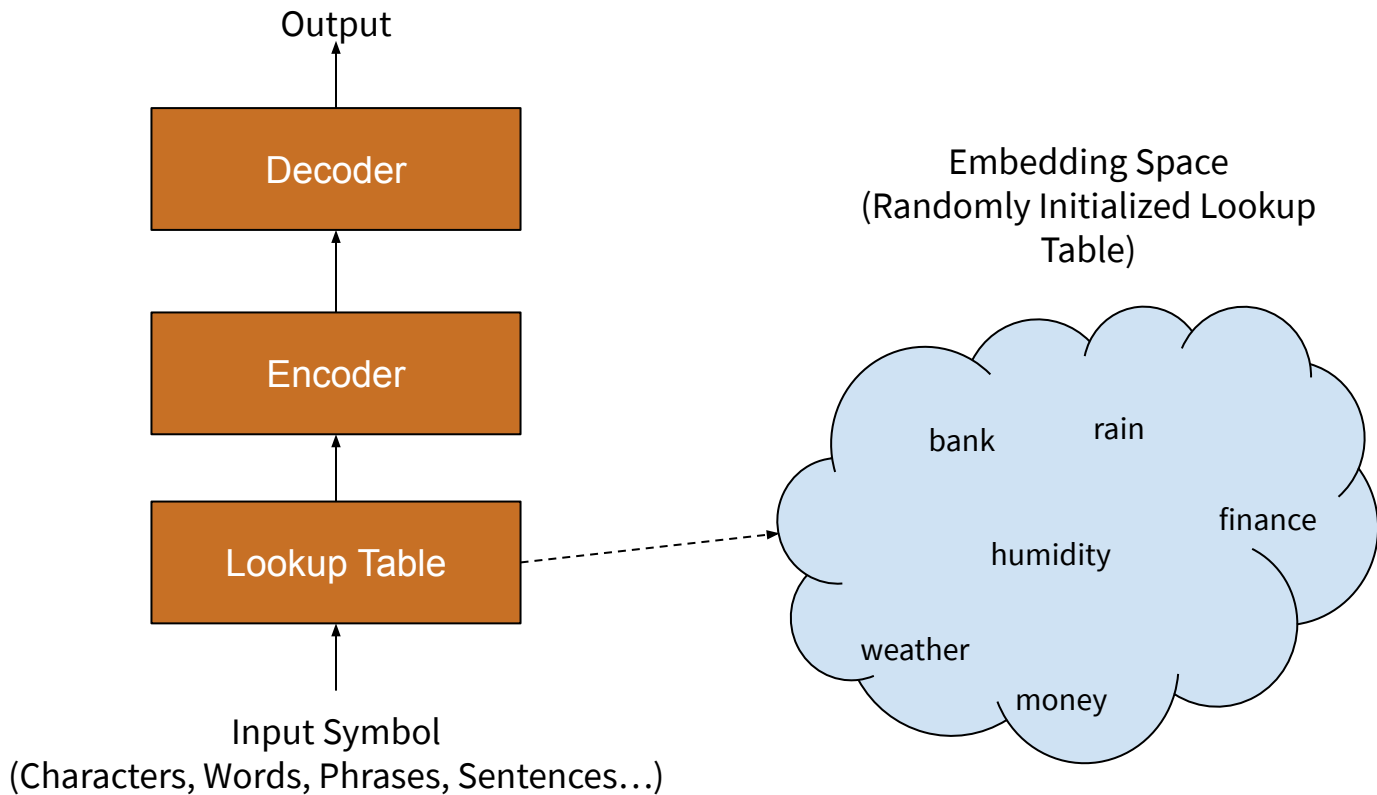 Output
Decoder
Encoder
Lookup Table
Input Symbol
(Characters, Words, Phrases, Sentences…)
Embedding Space
(Randomly Initialized Lookup
Table)
bank
rain
finance
humidity
weather
money